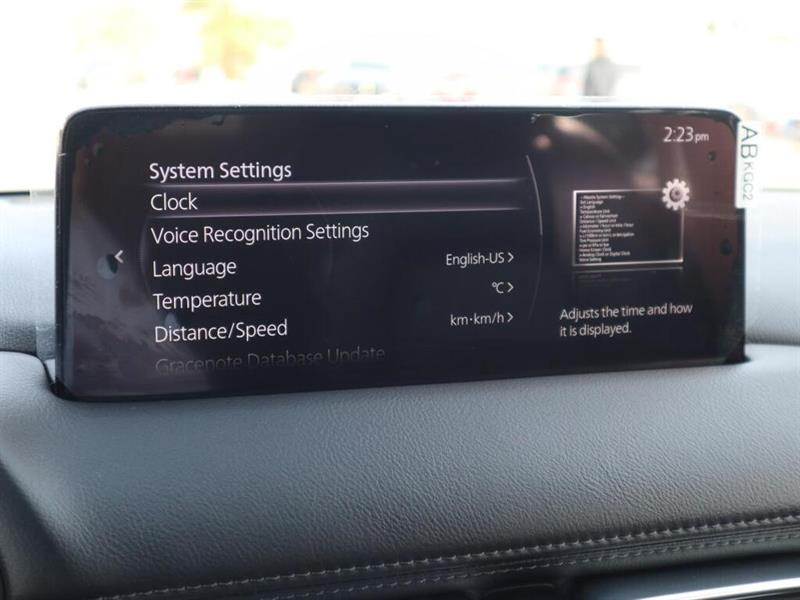 2:23pm
System Settings
Clock
Voice Recognition Settings
Language English-US
Temperature °C
Distance/Speed km·km/h
Gracenote Database Update
Adjusts the time and how
it is displayed.
ABKGC2